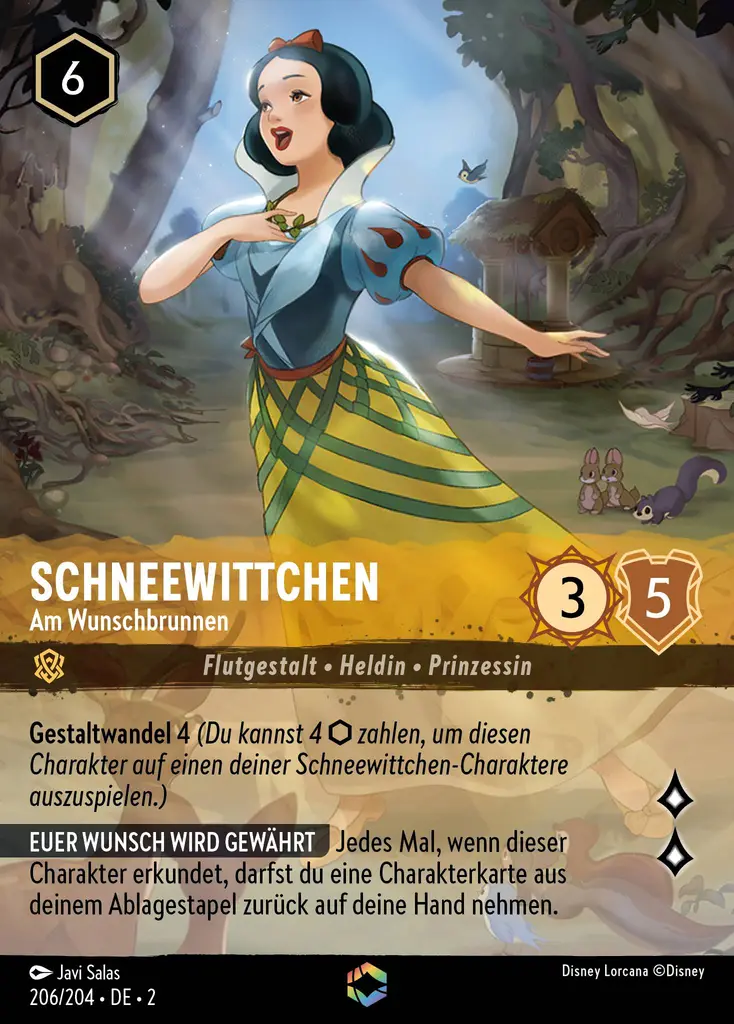 6
SCHNEEWITTCHEN
Am Wunschbrunnen
3
5
Flutgestalt • Heldin • Prinzessin
Gestaltwandel 4 (Du kannst 4 ⬡ zahlen, um diesen
Charakter auf einen deiner Schneewittchen-Charaktere
auszuspielen.)
EUER WUNSCH WIRD GEWÄHRT Jedes Mal, wenn dieser
Charakter erkundet, darfst du eine Charakterkarte aus
deinem Ablagestapel zurück auf deine Hand nehmen.
Javi Salas
Disney Lorcana ©Disney
206/204 • DE • 2